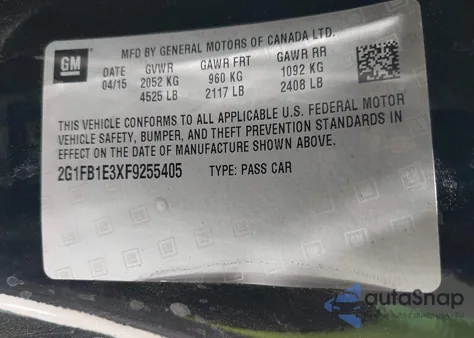 GM
MFD BY GENERAL MOTORS OF CANADA LTD.
DATE GVWR GAWR FRT GAWR RR
04/15 2052 KG 960 KG 1092 KG
4525 LB 2117 LB 2408 LB
THIS VEHICLE CONFORMS TO ALL APPLICABLE U.S. FEDERAL MOTOR
VEHICLE SAFETY, BUMPER, AND THEFT PREVENTION STANDARDS IN
EFFECT ON THE DATE OF MANUFACTURE SHOWN ABOVE.
2G1FB1E3XF9255405 TYPE: PASS CAR
autaSnap